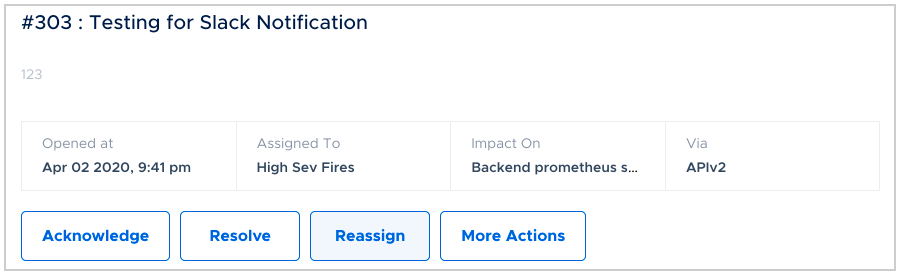 #303 : Testing for Slack Notification
123
Opened at Assigned To Impact On Via
Apr 02 2020, 9:41 pm High Sev Fires Backend prometheus s... APIv2
Acknowledge Resolve Reassign More Actions